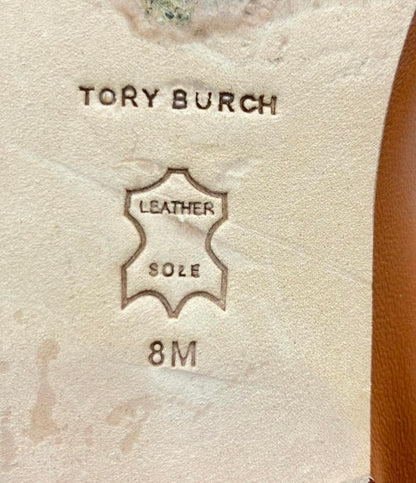 TORY BURCH
LEATHER
SOLE
8M